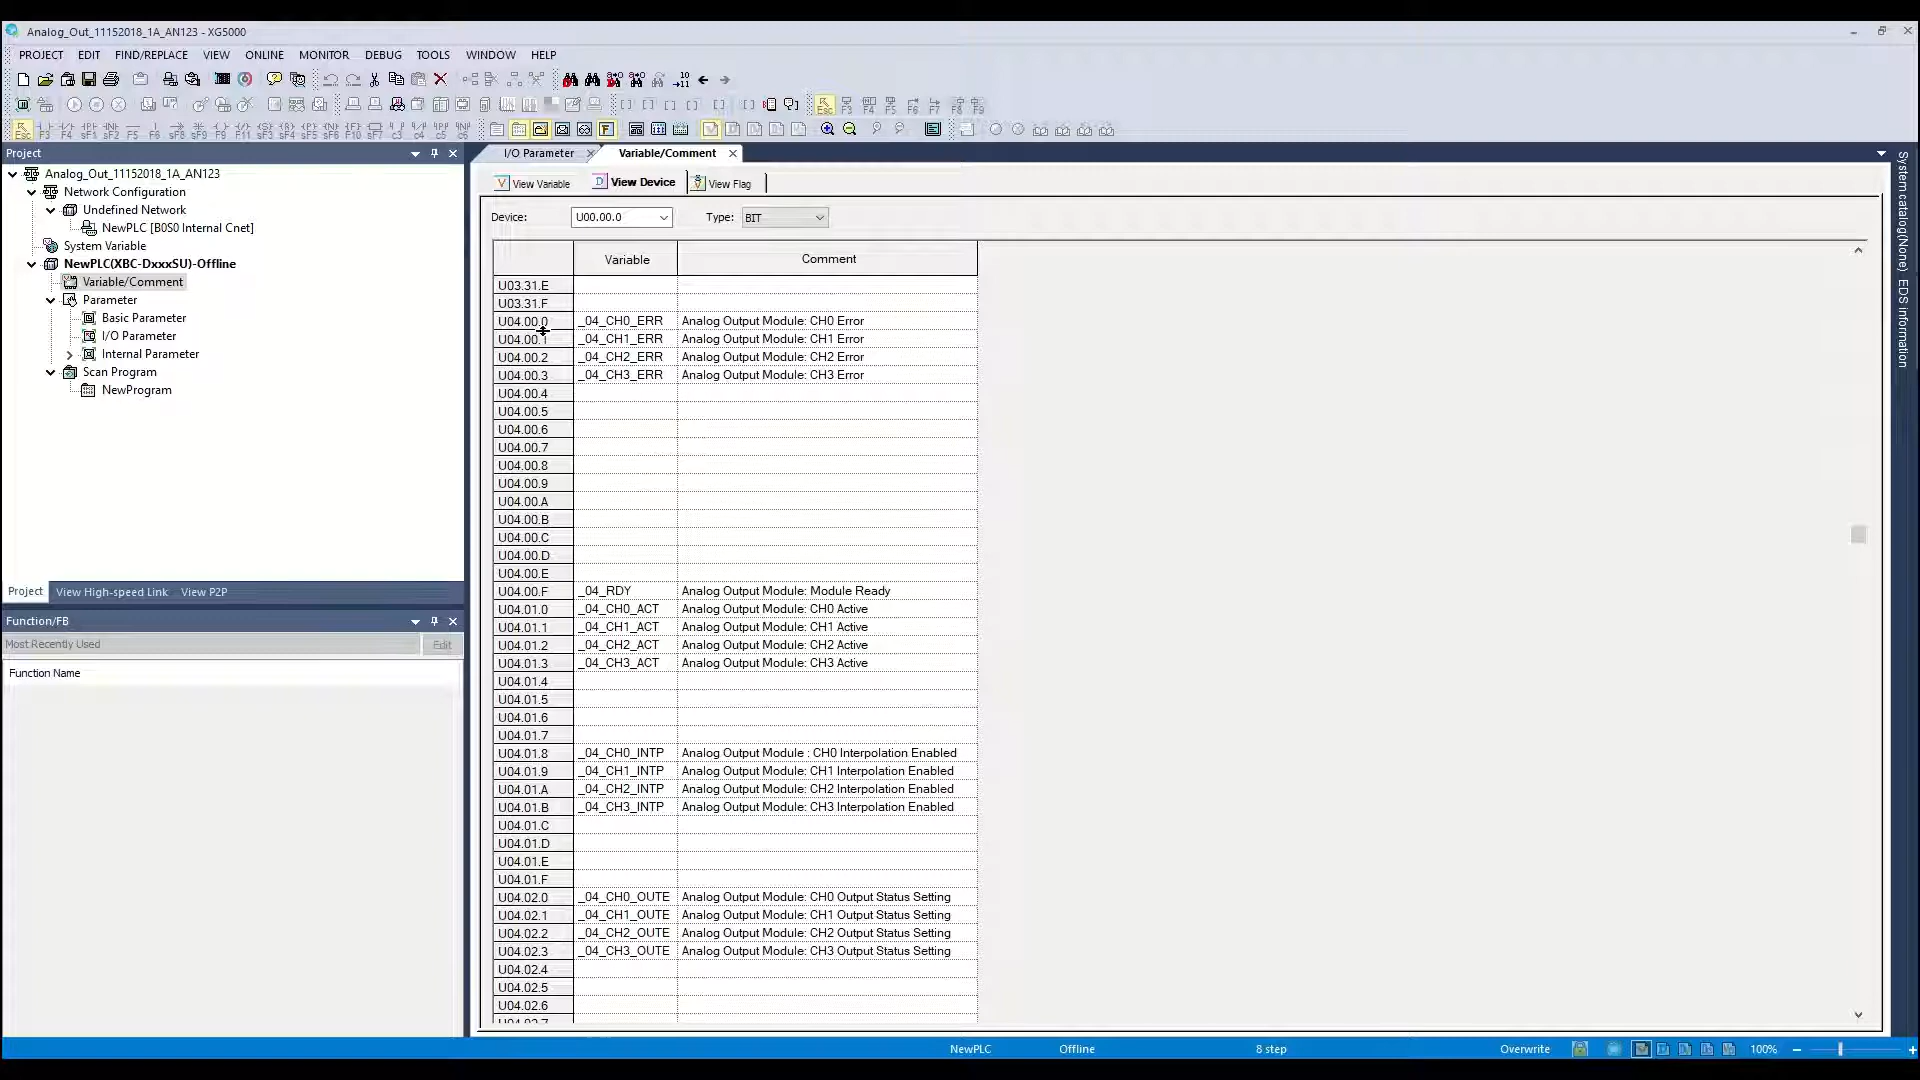 Analog_Out_11152018_1A_AN123 - XG5000
PROJECT EDIT FIND/REPLACE VIEW ONLINE MONITOR DEBUG TOOLS WINDOW HELP
Project
Analog_Out_11152018_1A_AN123
Network Configuration
Undefined Network
NewPLC [B0S0 Internal Cnet]
System Variable
NewPLC(XBC-DxxxSU)-Offline
Variable/Comment
Parameter
Basic Parameter
I/O Parameter
Internal Parameter
Scan Program
NewProgram
Project View High-speed Link View P2P
Function/FB
Most Recently Used Edit
Function Name
I/O Parameter Variable/Comment
View Variable View Device View Flag
Device: U00.00.0 Type: BIT
Variable Comment
U03.31.E
U03.31.F
U04.00.0 _04_CH0_ERR Analog Output Module: CH0 Error
U04.00.1 _04_CH1_ERR Analog Output Module: CH1 Error
U04.00.2 _04_CH2_ERR Analog Output Module: CH2 Error
U04.00.3 _04_CH3_ERR Analog Output Module: CH3 Error
U04.00.4
U04.00.5
U04.00.6
U04.00.7
U04.00.8
U04.00.9
U04.00.A
U04.00.B
U04.00.C
U04.00.D
U04.00.E
U04.00.F _04_RDY Analog Output Module: Module Ready
U04.01.0 _04_CH0_ACT Analog Output Module: CH0 Active
U04.01.1 _04_CH1_ACT Analog Output Module: CH1 Active
U04.01.2 _04_CH2_ACT Analog Output Module: CH2 Active
U04.01.3 _04_CH3_ACT Analog Output Module: CH3 Active
U04.01.4
U04.01.5
U04.01.6
U04.01.7
U04.01.8 _04_CH0_INTP Analog Output Module : CH0 Interpolation Enabled
U04.01.9 _04_CH1_INTP Analog Output Module: CH1 Interpolation Enabled
U04.01.A _04_CH2_INTP Analog Output Module: CH2 Interpolation Enabled
U04.01.B _04_CH3_INTP Analog Output Module: CH3 Interpolation Enabled
U04.01.C
U04.01.D
U04.01.E
U04.01.F
U04.02.0 _04_CH0_OUTE Analog Output Module: CH0 Output Status Setting
U04.02.1 _04_CH1_OUTE Analog Output Module: CH1 Output Status Setting
U04.02.2 _04_CH2_OUTE Analog Output Module: CH2 Output Status Setting
U04.02.3 _04_CH3_OUTE Analog Output Module: CH3 Output Status Setting
U04.02.4
U04.02.5
U04.02.6
U04.02.7
System catalog(None) EDS information
NewPLC Offline 8 step Overwrite 100%